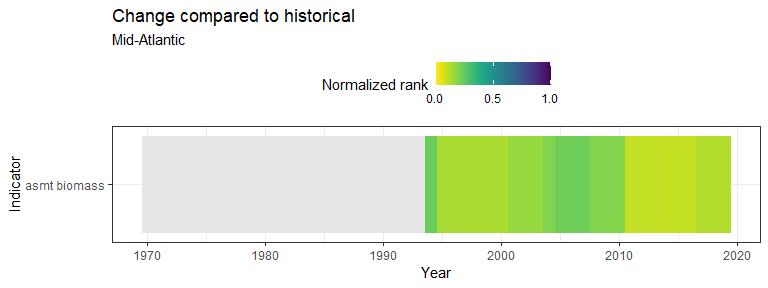 Change compared to historical
Mid-Atlantic
Normalized rank
0.0 0.5 1.0
Indicator
asmt biomass
1970 1980 1990 2000 2010 2020
Year